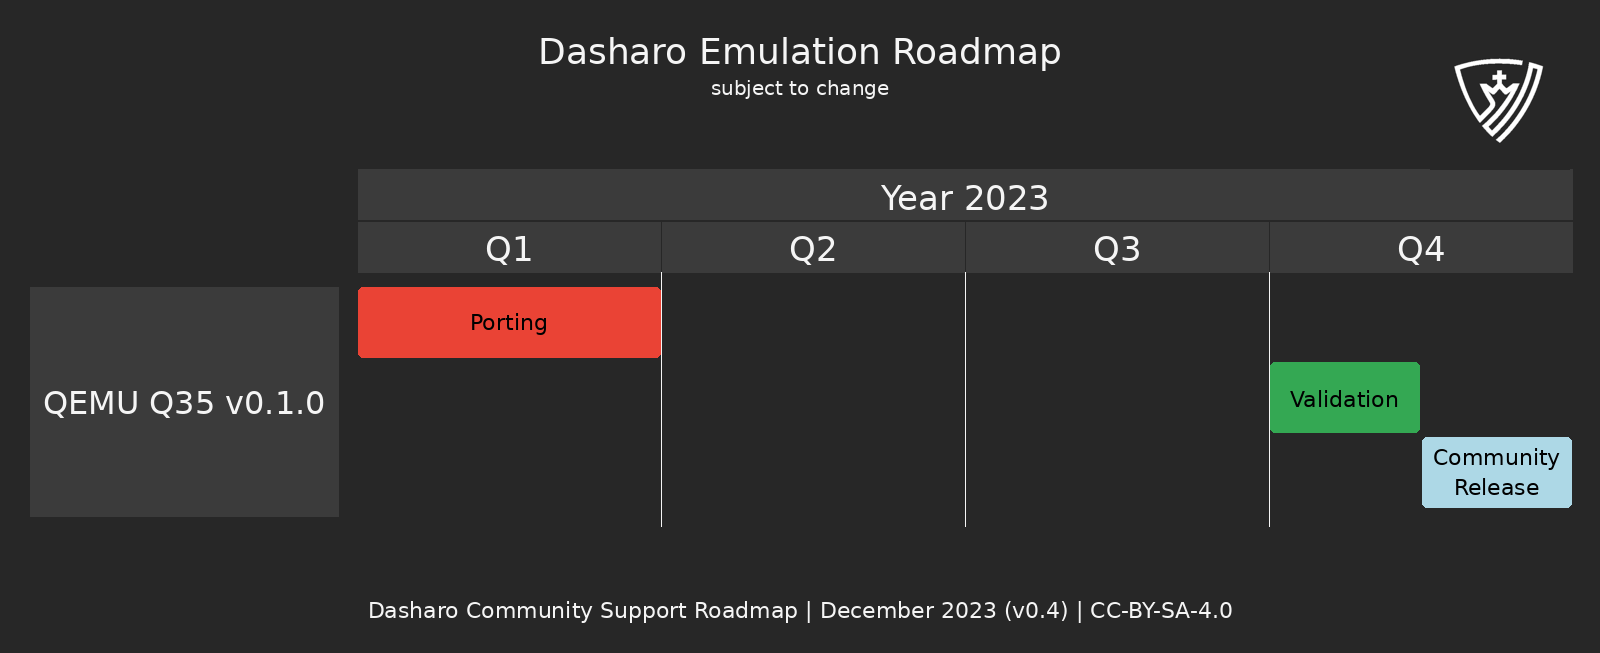 Dasharo Emulation Roadmap
subject to change
Year 2023
Q1 Q2 Q3 Q4
QEMU Q35 v0.1.0
Porting
Validation
Community
Release
Dasharo Community Support Roadmap | December 2023 (v0.4) | CC-BY-SA-4.0